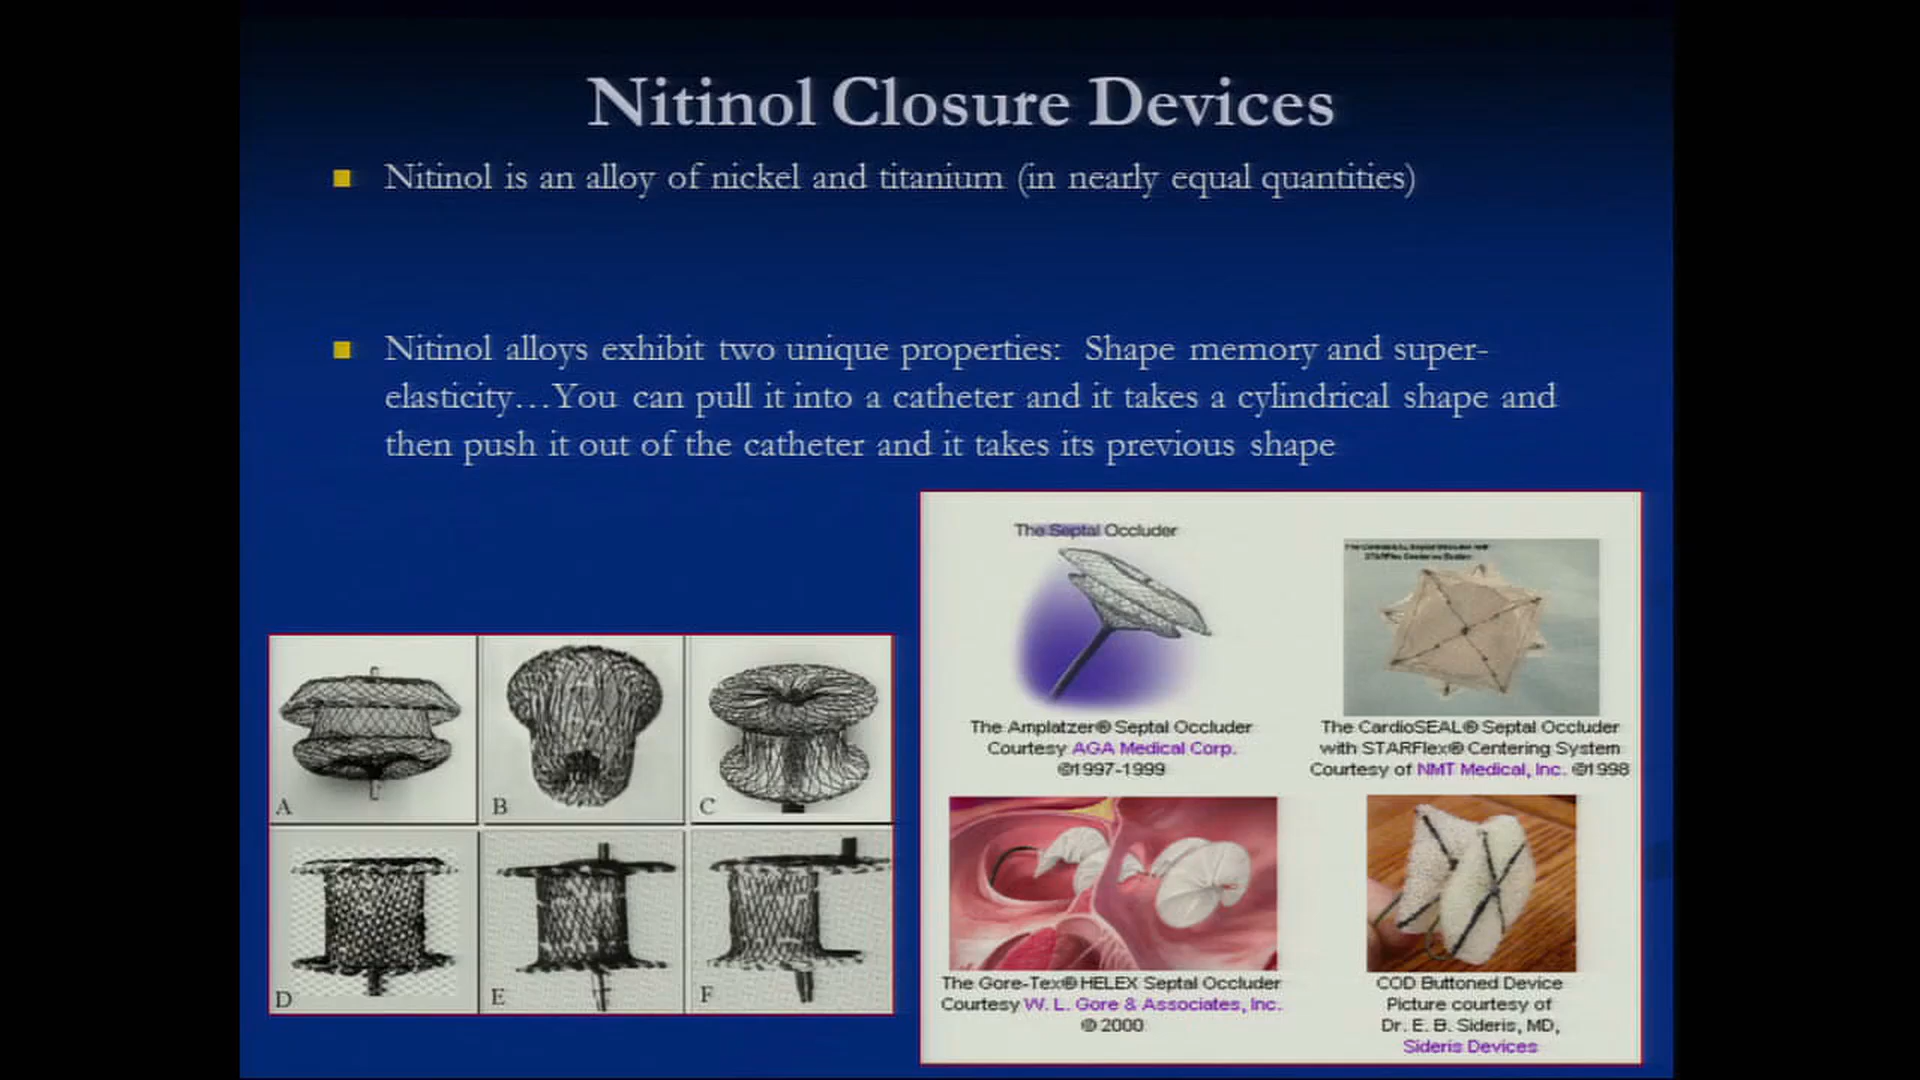 Nitinol Closure Devices
Nitinol is an alloy of nickel and titanium (in nearly equal quantities)
Nitinol alloys exhibit two unique properties: Shape memory and super-
elasticity…You can pull it into a catheter and it takes a cylindrical shape and
then push it out of the catheter and it takes its previous shape
A
B
C
D
E
F
The Septal Occluder
The Amplatzer® Septal Occluder
Courtesy AGA Medical Corp.
©1997-1999
The CardioSEAL® Septal Occluder
with STARFlex® Centering System
Courtesy of NMT Medical, Inc. ©1998
The Gore-Tex® HELEX Septal Occluder
Courtesy W. L. Gore & Associates, Inc.
© 2000
COD Buttoned Device
Picture courtesy of
Dr. E. B. Sideris, MD,
Sideris Devices